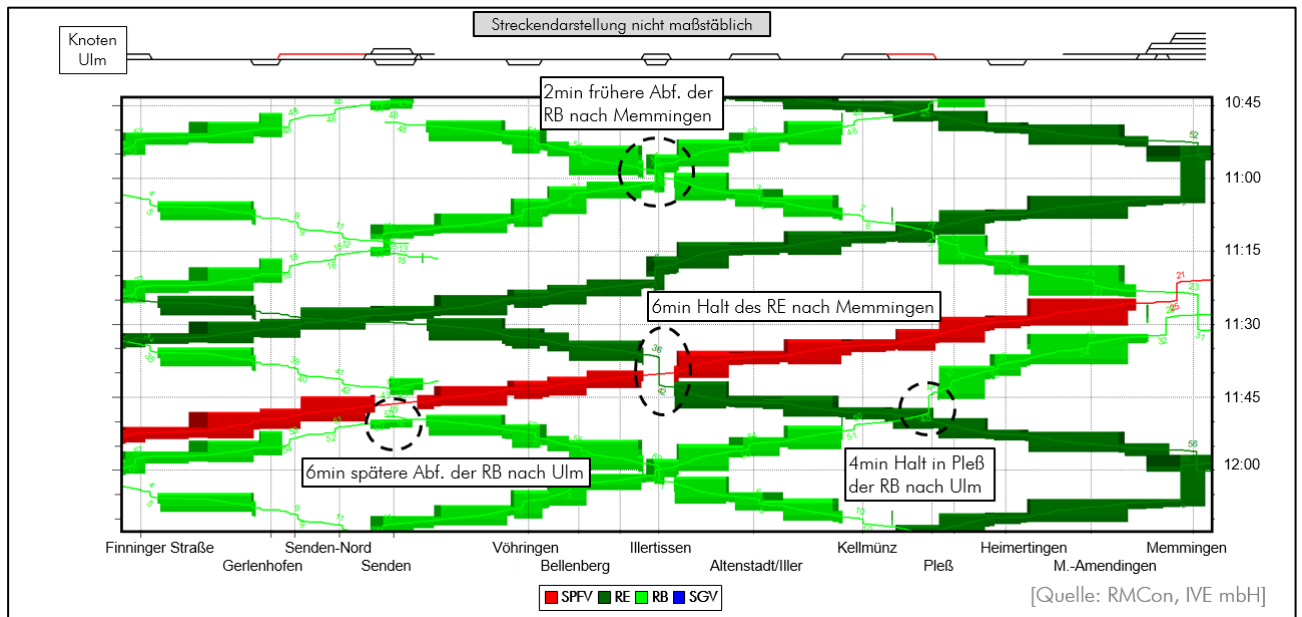 Streckendarstellung nicht maßstäblich
Knoten
Ulm
2min frühere Abf. der
RB nach Memmingen
10:45
11:00
11:15
11:30
11:45
12:00
6min Halt des RE nach Memmingen
6min spätere Abf. der RB nach Ulm
4min Halt in Pleß
der RB nach Ulm
Finninger Straße
Senden-Nord
Vöhringen
Illertissen
Kellmünz
Heimertingen
Memmingen
Gerlenhofen
Senden
Bellenberg
Altenstadt/Iller
Pleß
M.-Amendingen
SPFV RE RB SGV
[Quelle: RMCon, IVE mbH]